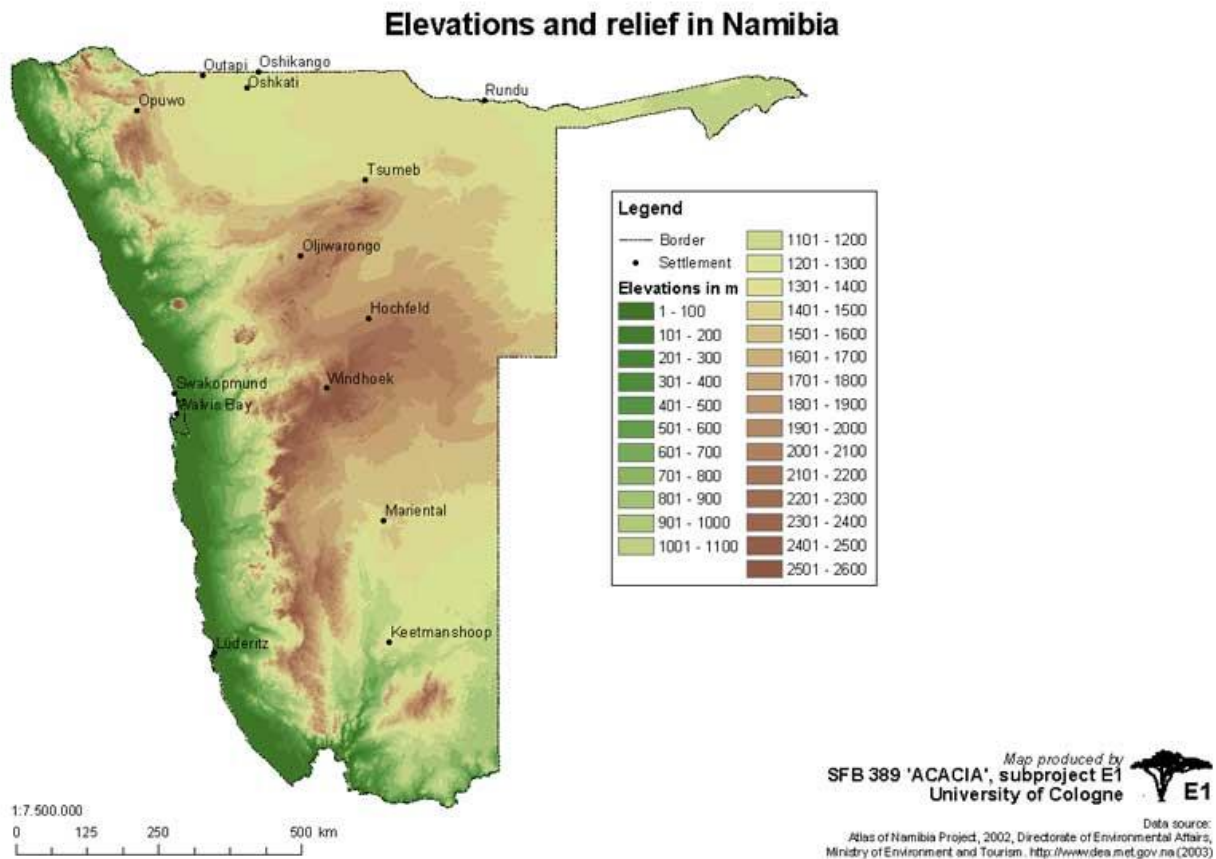 Elevations and relief in Namibia
Outapi
Oshikango
Oshkati
Opuwo
Rundu
Tsumeb
Oljiwarongo
Hochfeld
Windhoek
Swakopmund
Walvis Bay
Mariental
Keetmanshoop
Lüderitz
Legend
Border
Settlement
Elevations in m
1 - 100
101 - 200
201 - 300
301 - 400
401 - 500
501 - 600
601 - 700
701 - 800
801 - 900
901 - 1000
1001 - 1100
1101 - 1200
1201 - 1300
1301 - 1400
1401 - 1500
1501 - 1600
1601 - 1700
1701 - 1800
1801 - 1900
1901 - 2000
2001 - 2100
2101 - 2200
2201 - 2300
2301 - 2400
2401 - 2500
2501 - 2600
1:7.500.000
0 125 250 500 km
Map produced by
SFB 389 'ACACIA', subproject E1
University of Cologne
E1
Data source:
Atlas of Namibia Project, 2002, Directorate of Environmental Affairs,
Ministry of Environment and Tourism. http://www.dea.met.gov.na (2003)